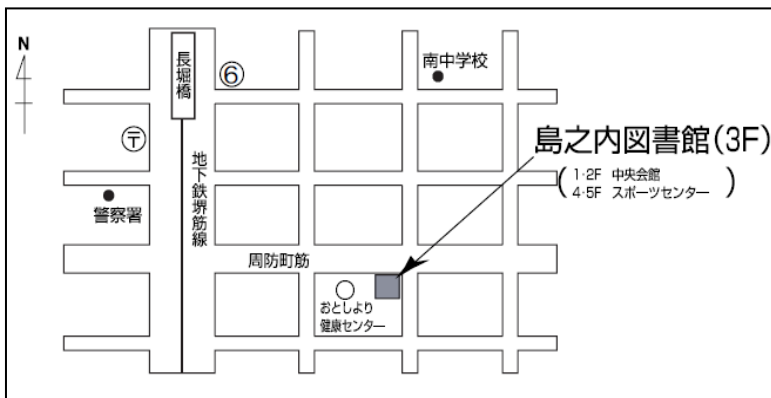 N
長堀橋
⑥
南中学校
〒
地下鉄堺筋線
島之内図書館(3F)
(1·2F 中央会館
4·5F スポーツセンター)
警察署
周防町筋
おとしより
健康センター